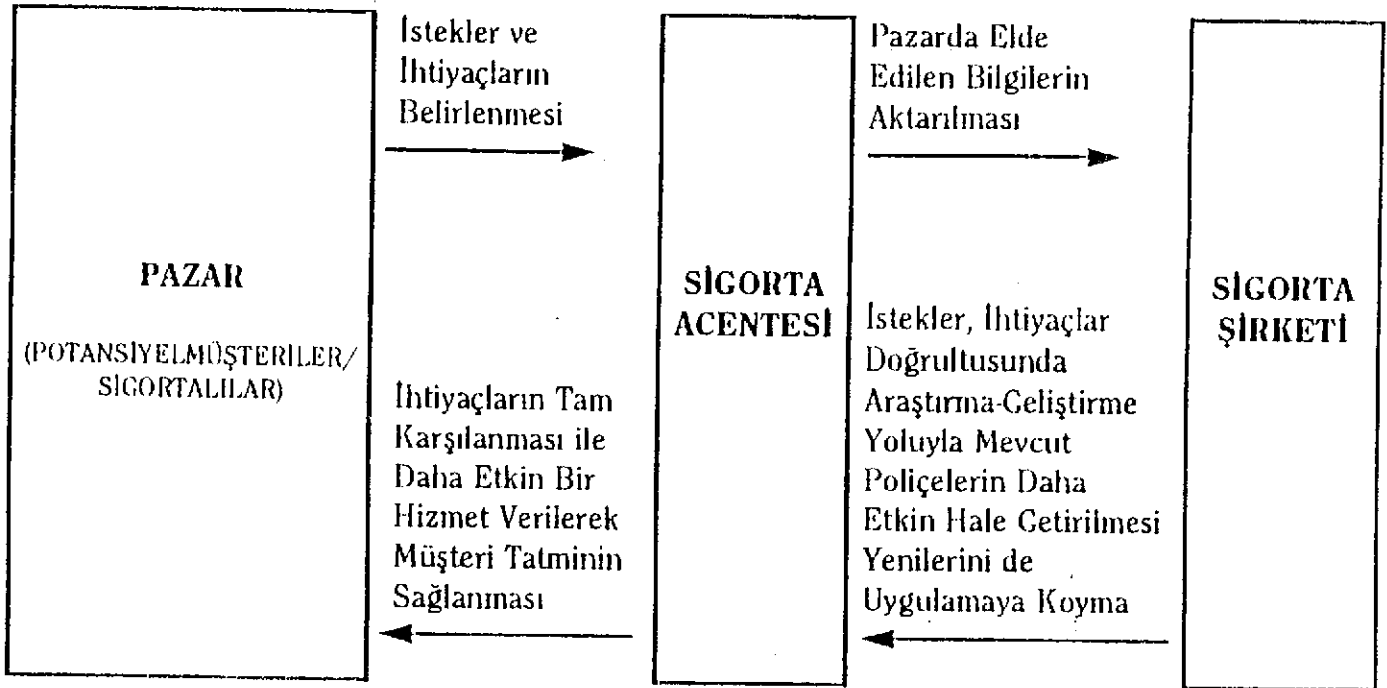 İstekler ve
İhtiyaçların
Belirlenmesi
Pazarda Elde
Edilen Bilgilerin
Aktarılması
PAZAR
(POTANSİYELMÜŞTERİLER/
SİGORTALILAR)
SİGORTA
ACENTESİ
SİGORTA
ŞİRKETİ
İhtiyaçların Tam
Karşılanması ile
Daha Etkin Bir
Hizmet Verilerek
Müşteri Tatminin
Sağlanması
İstekler, İhtiyaçlar
Doğrultusunda
Araştırma-Geliştirme
Yoluyla Mevcut
Poliçelerin Daha
Etkin Hale Getirilmesi
Yenilerini de
Uygulamaya Koyma